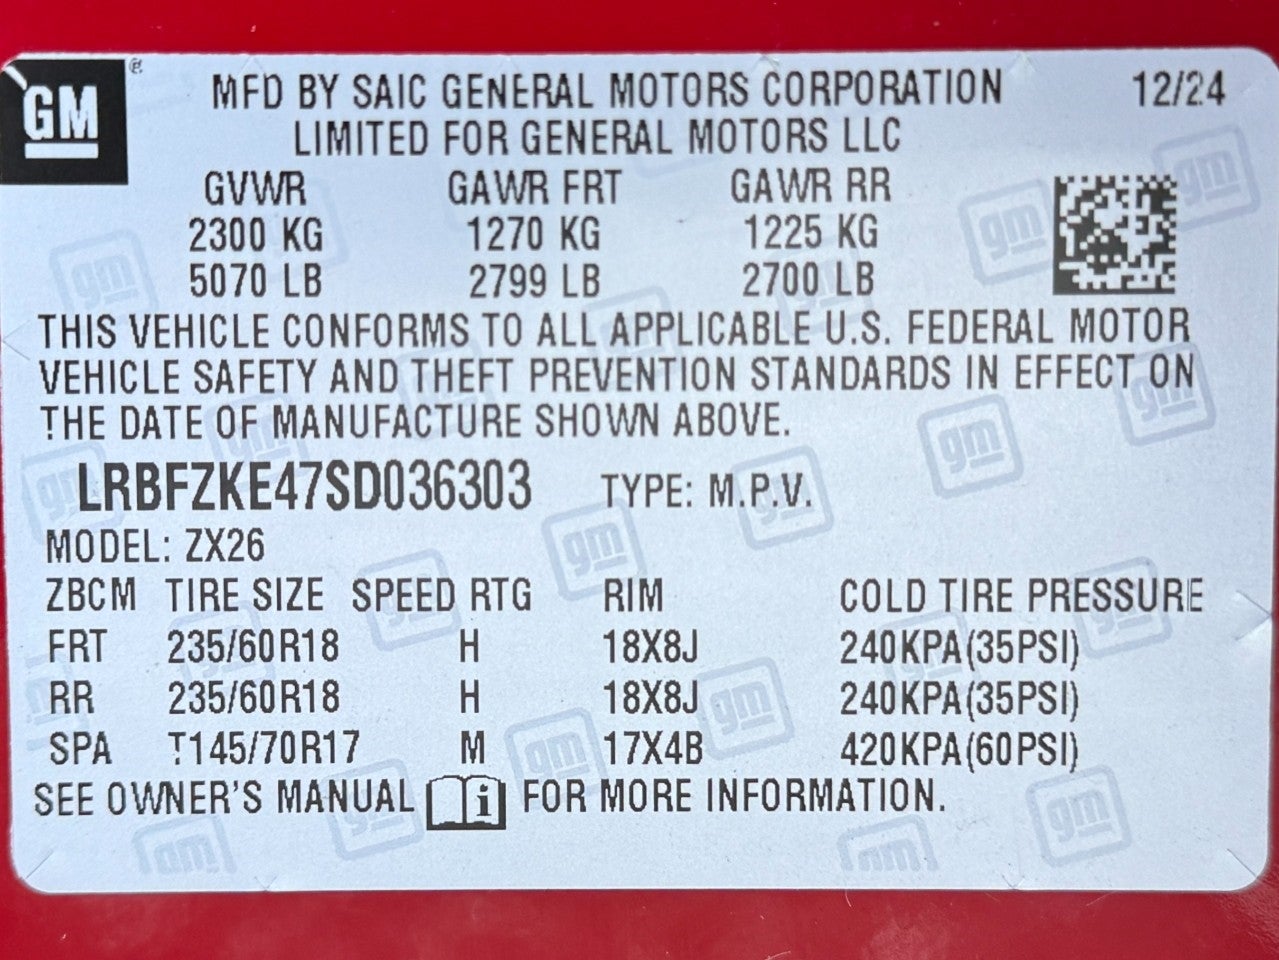 GM ®
MFD BY SAIC GENERAL MOTORS CORPORATION 12/24
LIMITED FOR GENERAL MOTORS LLC
GVWR GAWR FRT GAWR RR
2300 KG 1270 KG 1225 KG
5070 LB 2799 LB 2700 LB
THIS VEHICLE CONFORMS TO ALL APPLICABLE U.S. FEDERAL MOTOR
VEHICLE SAFETY AND THEFT PREVENTION STANDARDS IN EFFECT ON
THE DATE OF MANUFACTURE SHOWN ABOVE.
LRBFZKE47SD036303 TYPE: M.P.V.
MODEL: ZX26
ZBCM TIRE SIZE SPEED RTG RIM COLD TIRE PRESSURE
FRT 235/60R18 H 18X8J 240KPA(35PSI)
RR 235/60R18 H 18X8J 240KPA(35PSI)
SPA T145/70R17 M 17X4B 420KPA(60PSI)
SEE OWNER'S MANUAL i FOR MORE INFORMATION.